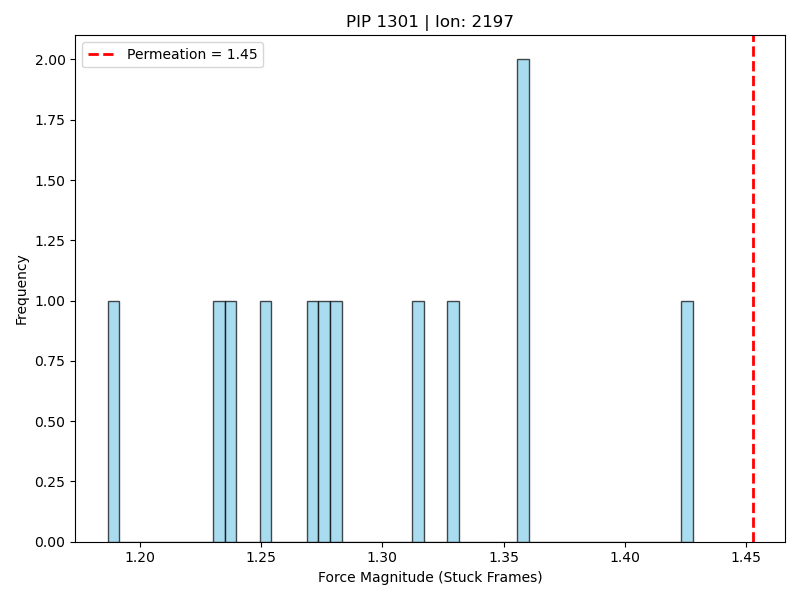 PIP 1301 | Ion: 2197
Permeation = 1.45
Frequency
2.00
1.75
1.50
1.25
1.00
0.75
0.50
0.25
0.00
1.20 1.25 1.30 1.35 1.40 1.45
Force Magnitude (Stuck Frames)